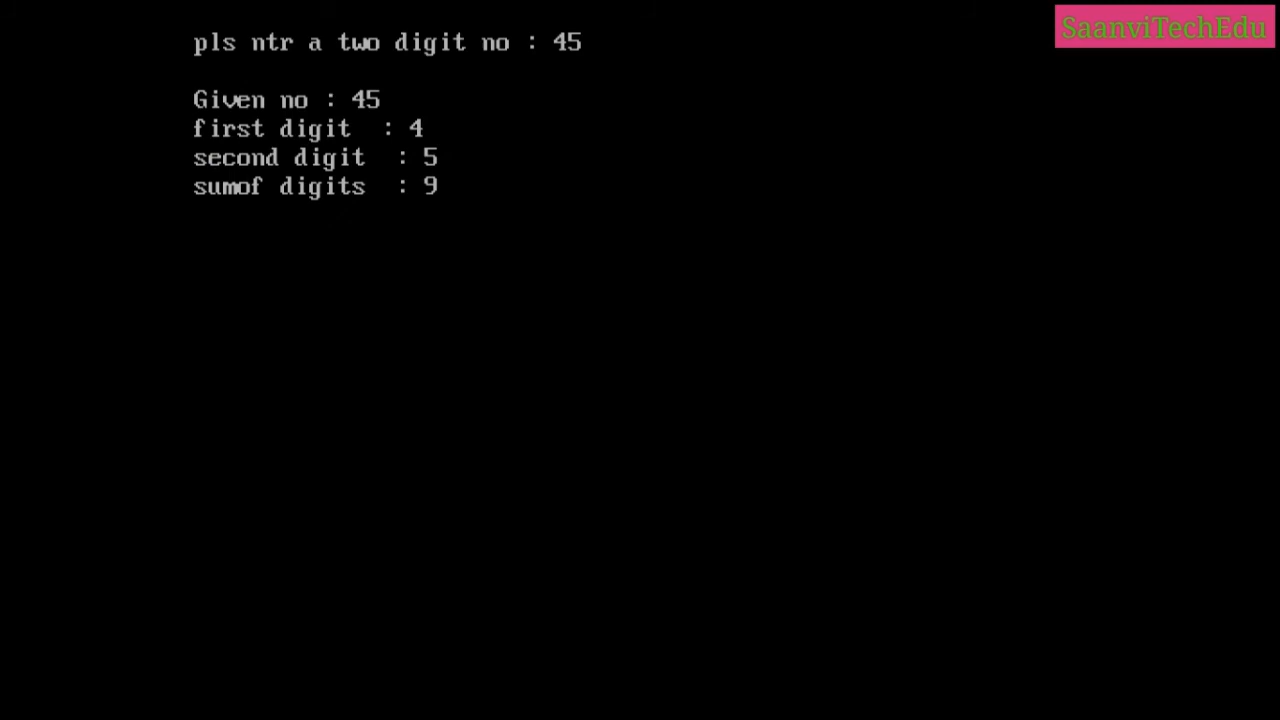 SaanviTechEdu
pls ntr a two digit no : 45
Given no : 45
first digit  : 4
second digit  : 5
sumof digits  : 9